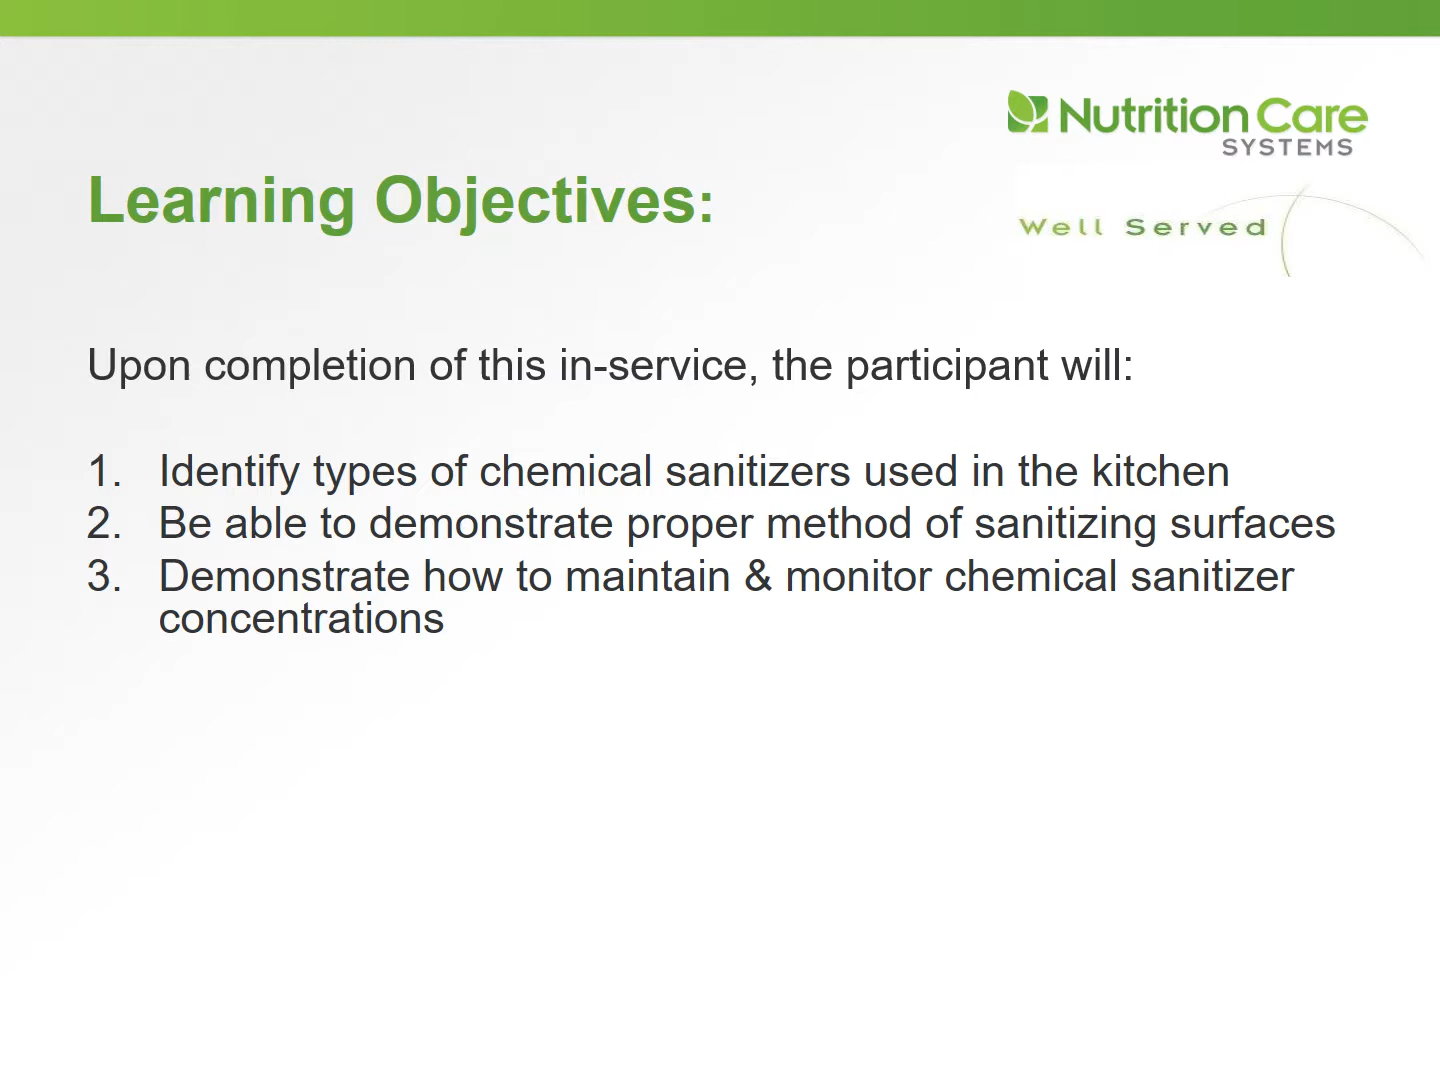 Nutrition Care
SYSTEMS
Learning Objectives:
Well Served
Upon completion of this in-service, the participant will:
1. Identify types of chemical sanitizers used in the kitchen
2. Be able to demonstrate proper method of sanitizing surfaces
3. Demonstrate how to maintain & monitor chemical sanitizer
concentrations